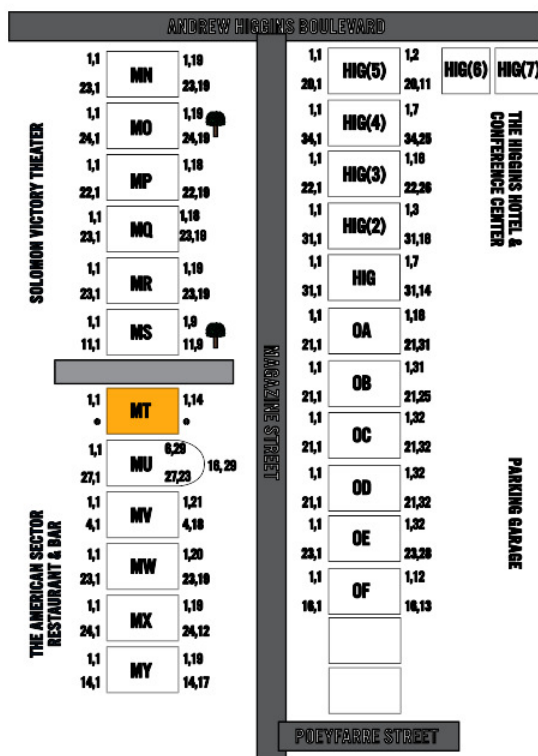 ANDREW HIGGINS BOULEVARD
SOLOMON VICTORY THEATER
1,1 MN 1,19
23,1 23,19
1,1 MO 1,19
24,1 24,19
1,1 MP 1,18
22,1 22,19
1,1 MQ 1,18
23,1 23,19
1,1 MR 1,19
23,1 23,19
1,1 MS 1,9
11,1 11,9
THE AMERICAN SECTOR
RESTAURANT & BAR
1,1 MT 1,14
1,1 MU 6,29
18,29
27,1 27,23
1,1 MV 1,21
4,1 4,18
1,1 MW 1,20
23,1 23,19
1,1 MX 1,19
24,1 24,12
1,1 MY 1,19
14,1 14,17
MAGAZINE STREET
1,1 HIG(5) 1,2
20,1 20,11
HIG(6) HIG(7)
1,1 HIG(4) 1,7
34,1 34,25
1,1 HIG(3) 1,16
22,1 22,26
1,1 HIG(2) 1,3
31,1 31,16
1,1 HIG 1,7
31,1 31,14
1,1 OA 1,16
21,1 21,31
1,1 OB 1,31
21,1 21,25
1,1 OC 1,32
21,1 21,32
1,1 OD 1,32
21,1 21,32
1,1 OE 1,32
23,1 23,28
1,1 OF 1,12
16,1 16,13
THE HIGGINS HOTEL &
CONFERENCE CENTER
PARKING GARAGE
POEYFARRE STREET